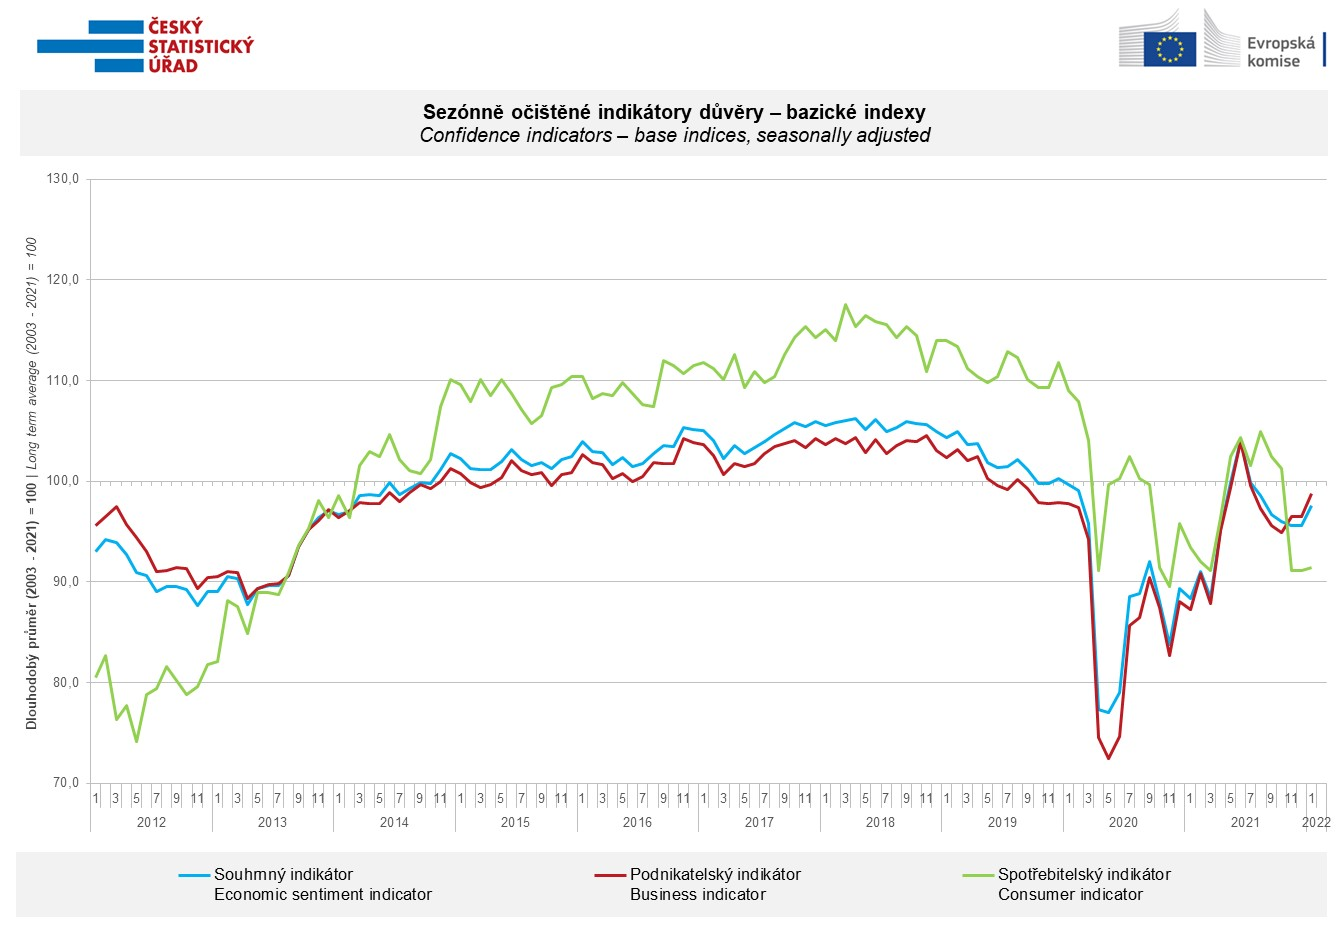 ČESKÝ
STATISTICKÝ
ÚŘAD
Evropská
komise
Sezónně očištěné indikátory důvěry – bazické indexy
Confidence indicators – base indices, seasonally adjusted
Dlouhodobý průměr (2003 - 2021) = 100 | Long term average (2003 - 2021) = 100
130,0
120,0
110,0
100,0
90,0
80,0
70,0
1 3 5 7 9 11 1 3 5 7 9 11 1 3 5 7 9 11 1 3 5 7 9 11 1 3 5 7 9 11 1 3 5 7 9 11 1 3 5 7 9 11 1 3 5 7 9 11 1 3 5 7 9 11 1 3 5 7 9 11 1
2012 2013 2014 2015 2016 2017 2018 2019 2020 2021 2022
Souhrnný indikátor
Economic sentiment indicator
Podnikatelský indikátor
Business indicator
Spotřebitelský indikátor
Consumer indicator